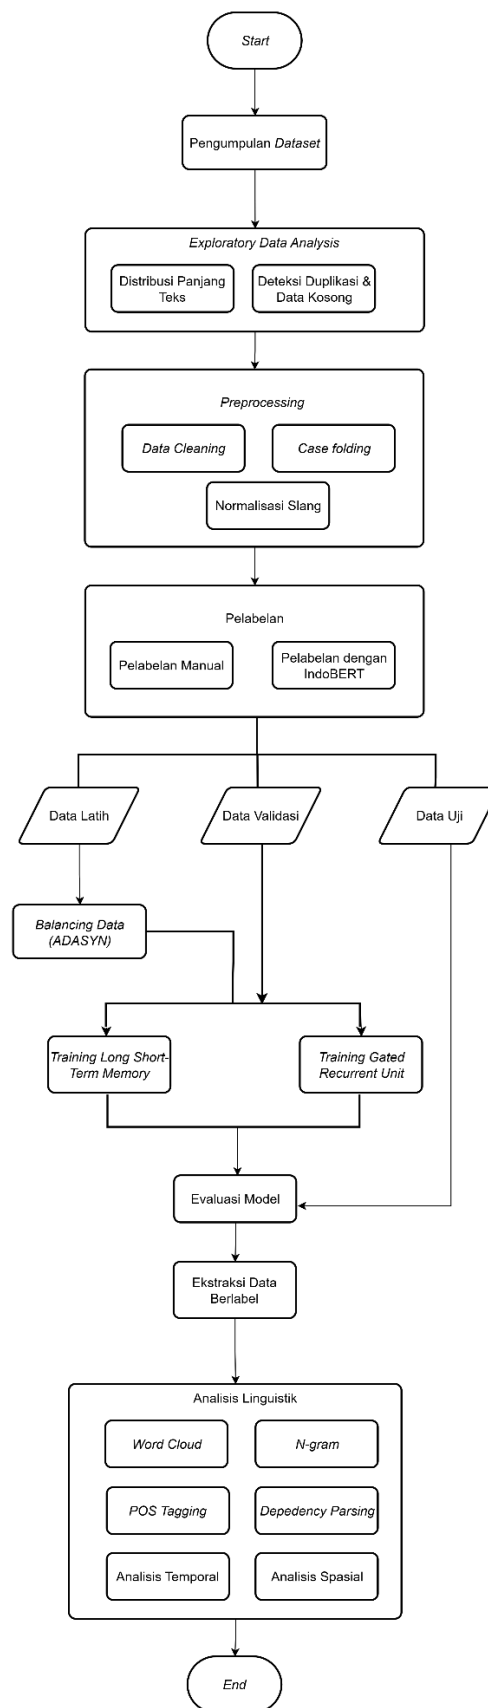 Start
Pengumpulan Dataset
Exploratory Data Analysis
Distribusi Panjang
Teks
Deteksi Duplikasi &
Data Kosong
Preprocessing
Data Cleaning
Case folding
Normalisasi Slang
Pelabelan
Pelabelan Manual
Pelabelan dengan
IndoBERT
Data Latih
Data Validasi
Data Uji
Balancing Data
(ADASYN)
Training Long Short-
Term Memory
Training Gated
Recurrent Unit
Evaluasi Model
Ekstraksi Data
Berlabel
Analisis Linguistik
Word Cloud
N-gram
POS Tagging
Depedency Parsing
Analisis Temporal
Analisis Spasial
End